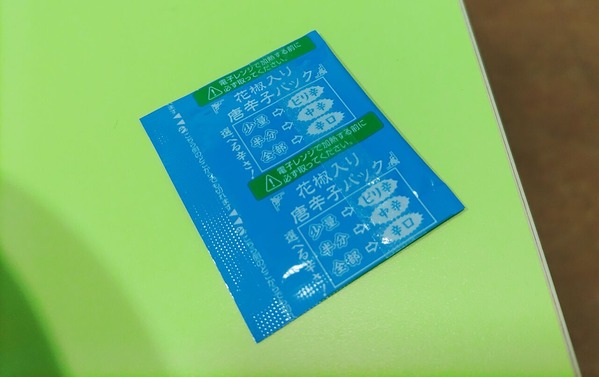 電子レンジで加熱する前に
必ず取ってください。
花椒入り
唐辛子パック
選べる辛さ!
少量⇨ピリ辛
半分⇨中辛
全部⇨辛口
電子レンジで加熱する前に
必ず取ってください。
花椒入り
唐辛子パック
選べる辛さ!
少量⇨ピリ辛
半分⇨中辛
全部⇨辛口